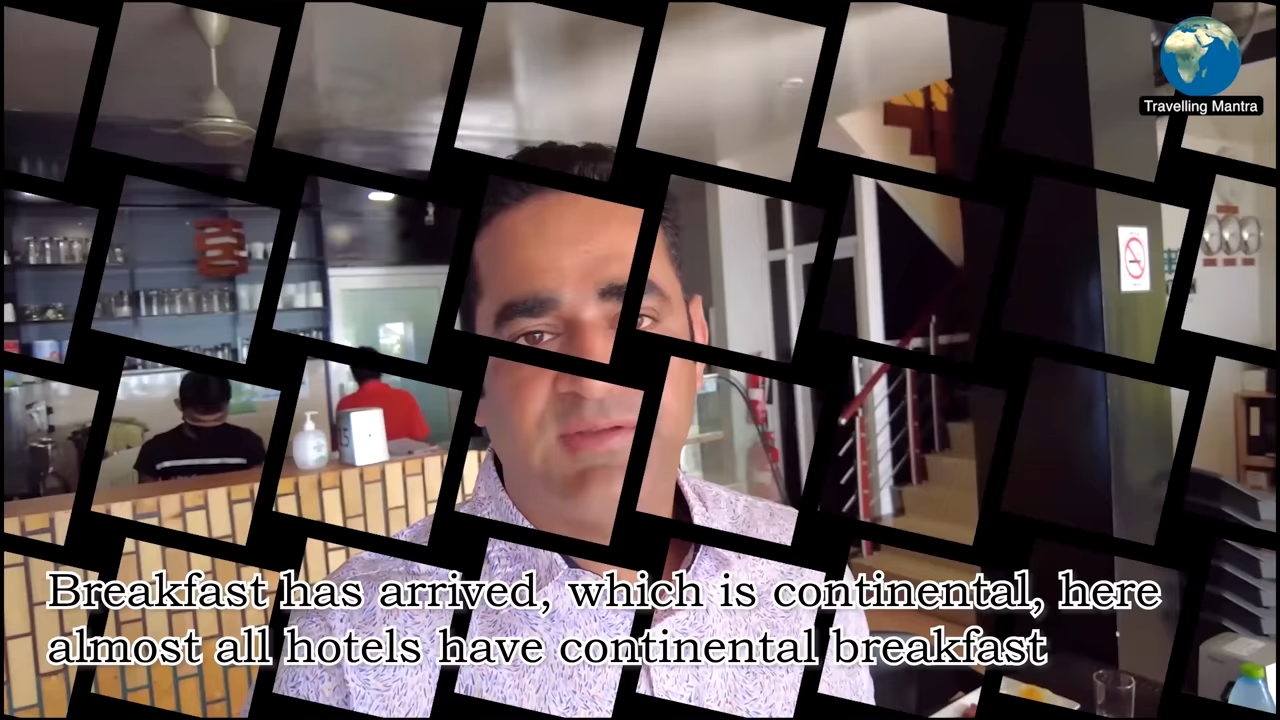 Travelling Mantra
Breakfast has arrived, which is continental, here
almost all hotels have continental breakfast